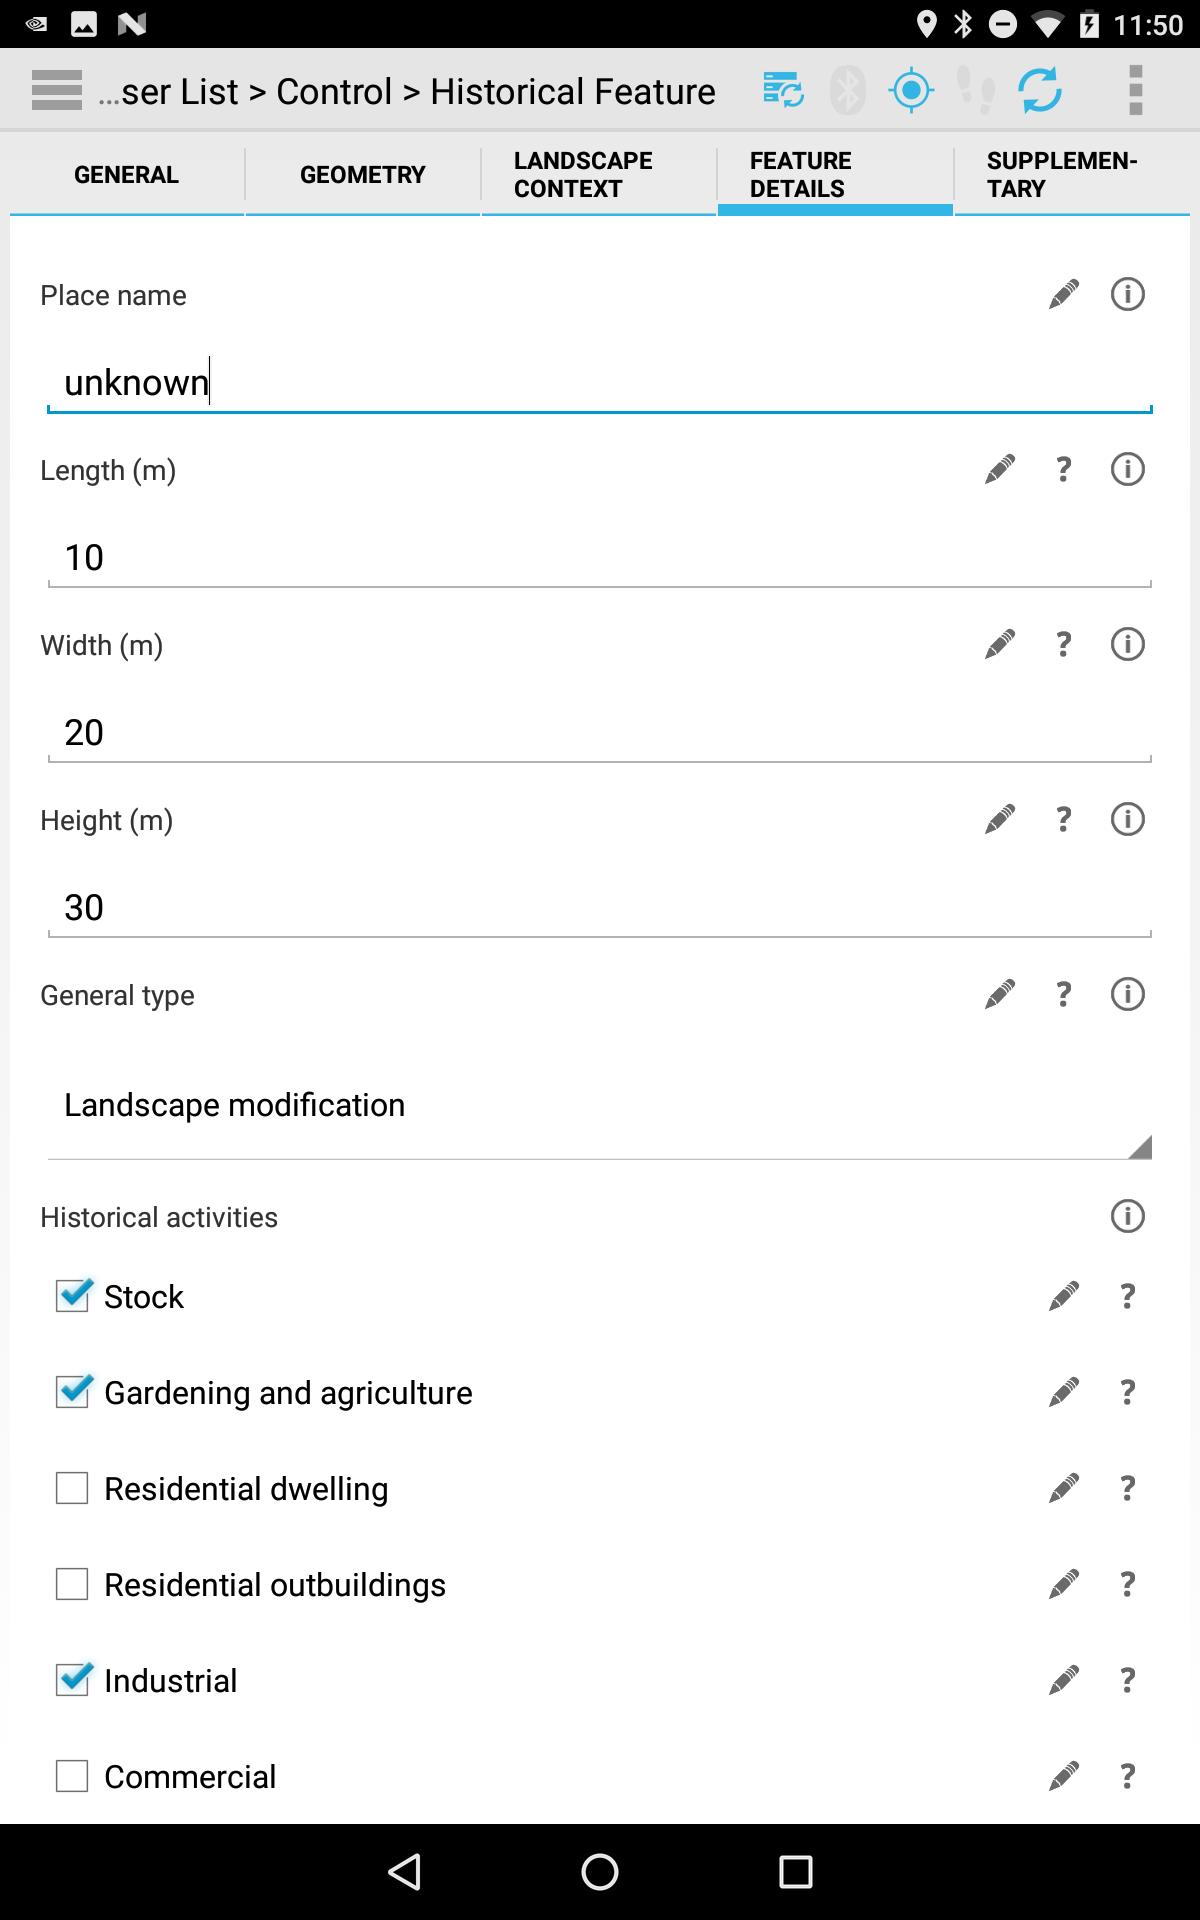 11:50
...ser List > Control > Historical Feature
GENERAL
GEOMETRY
LANDSCAPE
CONTEXT
FEATURE
DETAILS
SUPPLEMEN-
TARY
Place name
unknown
Length (m) ?
10
Width (m) ?
20
Height (m) ?
30
General type ?
Landscape modification
Historical activities
Stock ?
Gardening and agriculture ?
Residential dwelling ?
Residential outbuildings ?
Industrial ?
Commercial ?